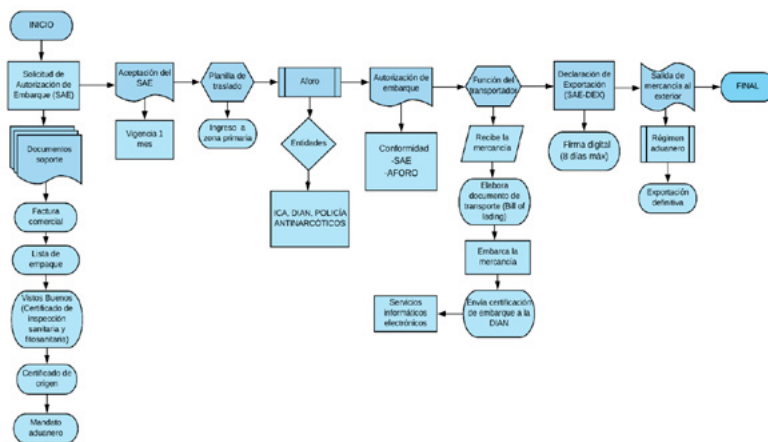 INICIO
Solicitud de
Autorización de
Embarque (SAE)
Documentos
soporte
Factura
comercial
Lista de
empaque
Vistos Buenos
(Certificado de
inspección
sanitaria y
fitosanitaria)
Certificado de
origen
Mandato
aduanero
Aceptación del
SAE
Vigencia 1
mes
Planilla de
traslado
Ingreso a
zona primaria
Aforo
Entidades
ICA, DIAN, POLICÍA
ANTINARCÓTICOS
Autorización de
embarque
Conformidad
-SAE
-AFORO
Función del
transportador
Recibe la
mercancía
Elabora
documento de
transporte (Bill of
lading)
Embarca la
mercancía
Envía certificación
de embarque a la
DIAN
Servicios
informáticos
electrónicos
Declaración de
Exportación
(SAE-DEX)
Firma digital
(8 días máx)
Salida de
mercancía al
exterior
Régimen
aduanero
Exportación
definitiva
FINAL